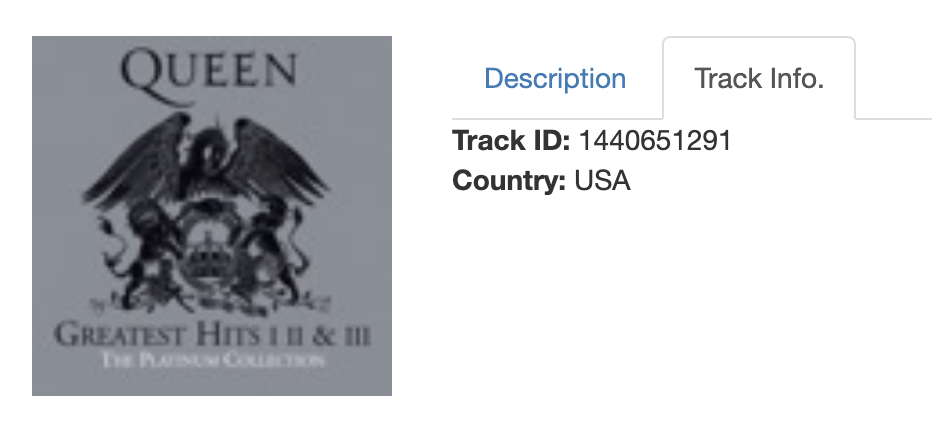 QUEEN
GREATEST HITS I II & III
THE PLATINUM COLLECTION
Description
Track Info.
Track ID: 1440651291
Country: USA